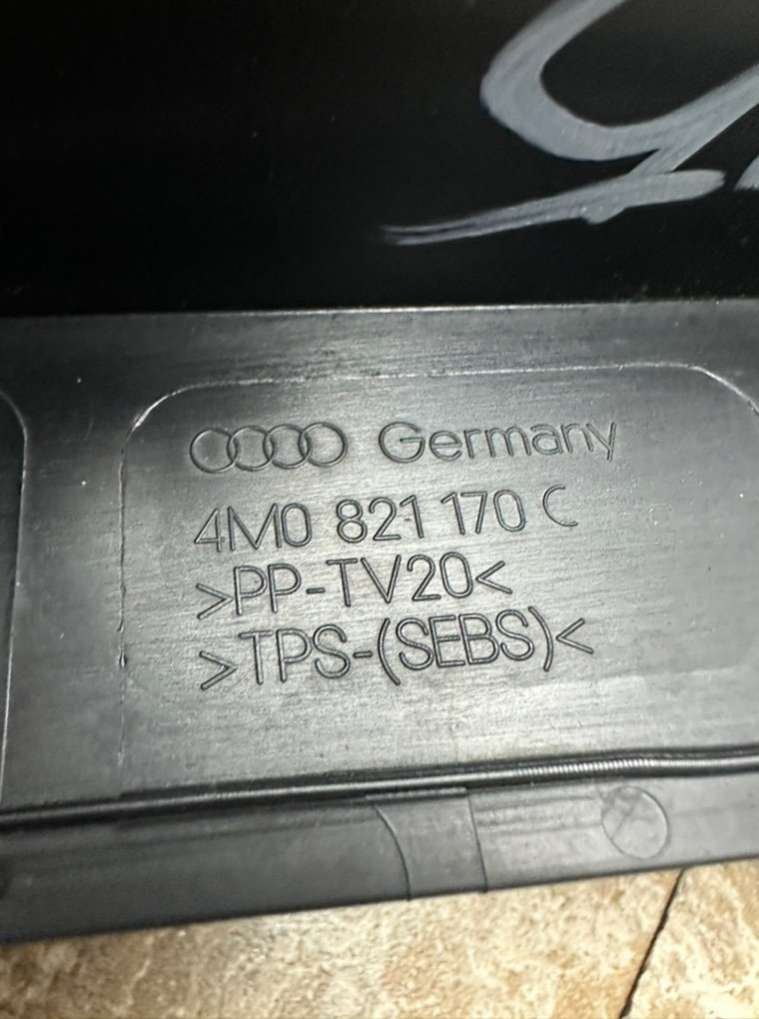 Germany
4M0 821 170 C
>PP-TV20<
>TPS-(SEBS)<